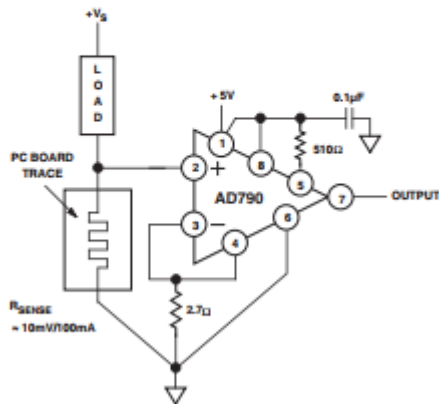 +VS
L
O
A
D
PC BOARD
TRACE
RSENSE
≈ 10mV/100mA
+5V
0.1µF
510Ω
1
2
+
8
5
AD790
7
OUTPUT
3
–
4
6
2.7Ω